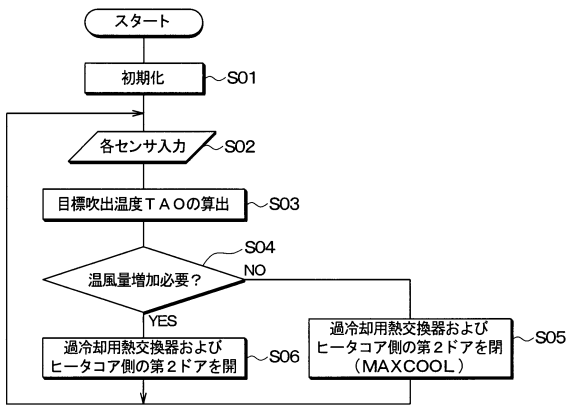 スタート
初期化
S01
各センサ入力
S02
目標吹出温度TAOの算出
S03
S04
温風量増加必要?
NO
YES
過冷却用熱交換器および
ヒータコア側の第2ドアを閉
(MAXCOOL)
S05
過冷却用熱交換器および
ヒータコア側の第2ドアを開
S06